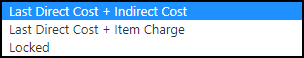 Last Direct Cost + Indirect Cost
Last Direct Cost + Item Charge
Locked